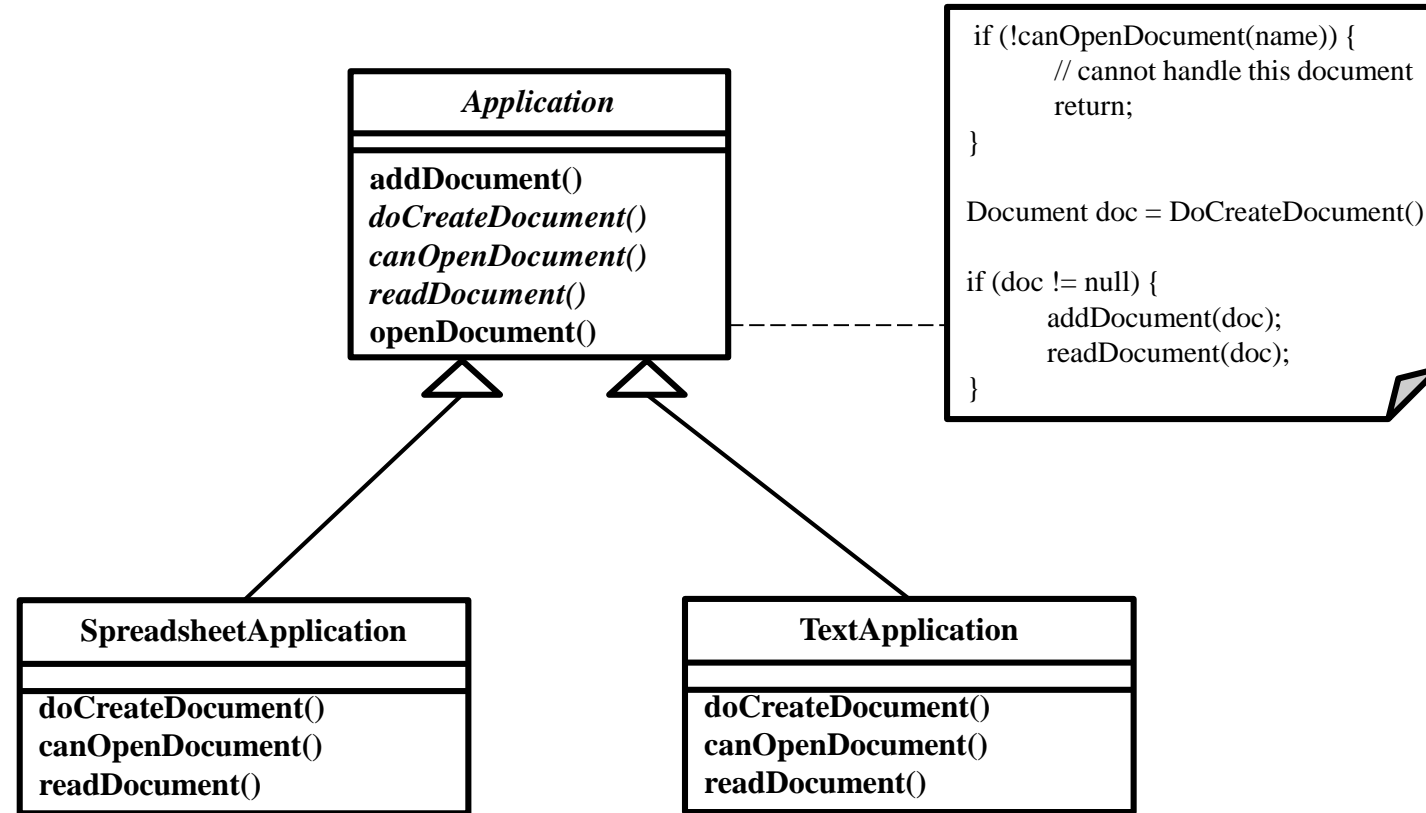 Application
addDocument()
doCreateDocument()
canOpenDocument()
readDocument()
openDocument()
if (!canOpenDocument(name)) {
// cannot handle this document
return;
}
Document doc = DoCreateDocument()
if (doc != null) {
addDocument(doc);
readDocument(doc);
}
SpreadsheetApplication
doCreateDocument()
canOpenDocument()
readDocument()
TextApplication
doCreateDocument()
canOpenDocument()
readDocument()